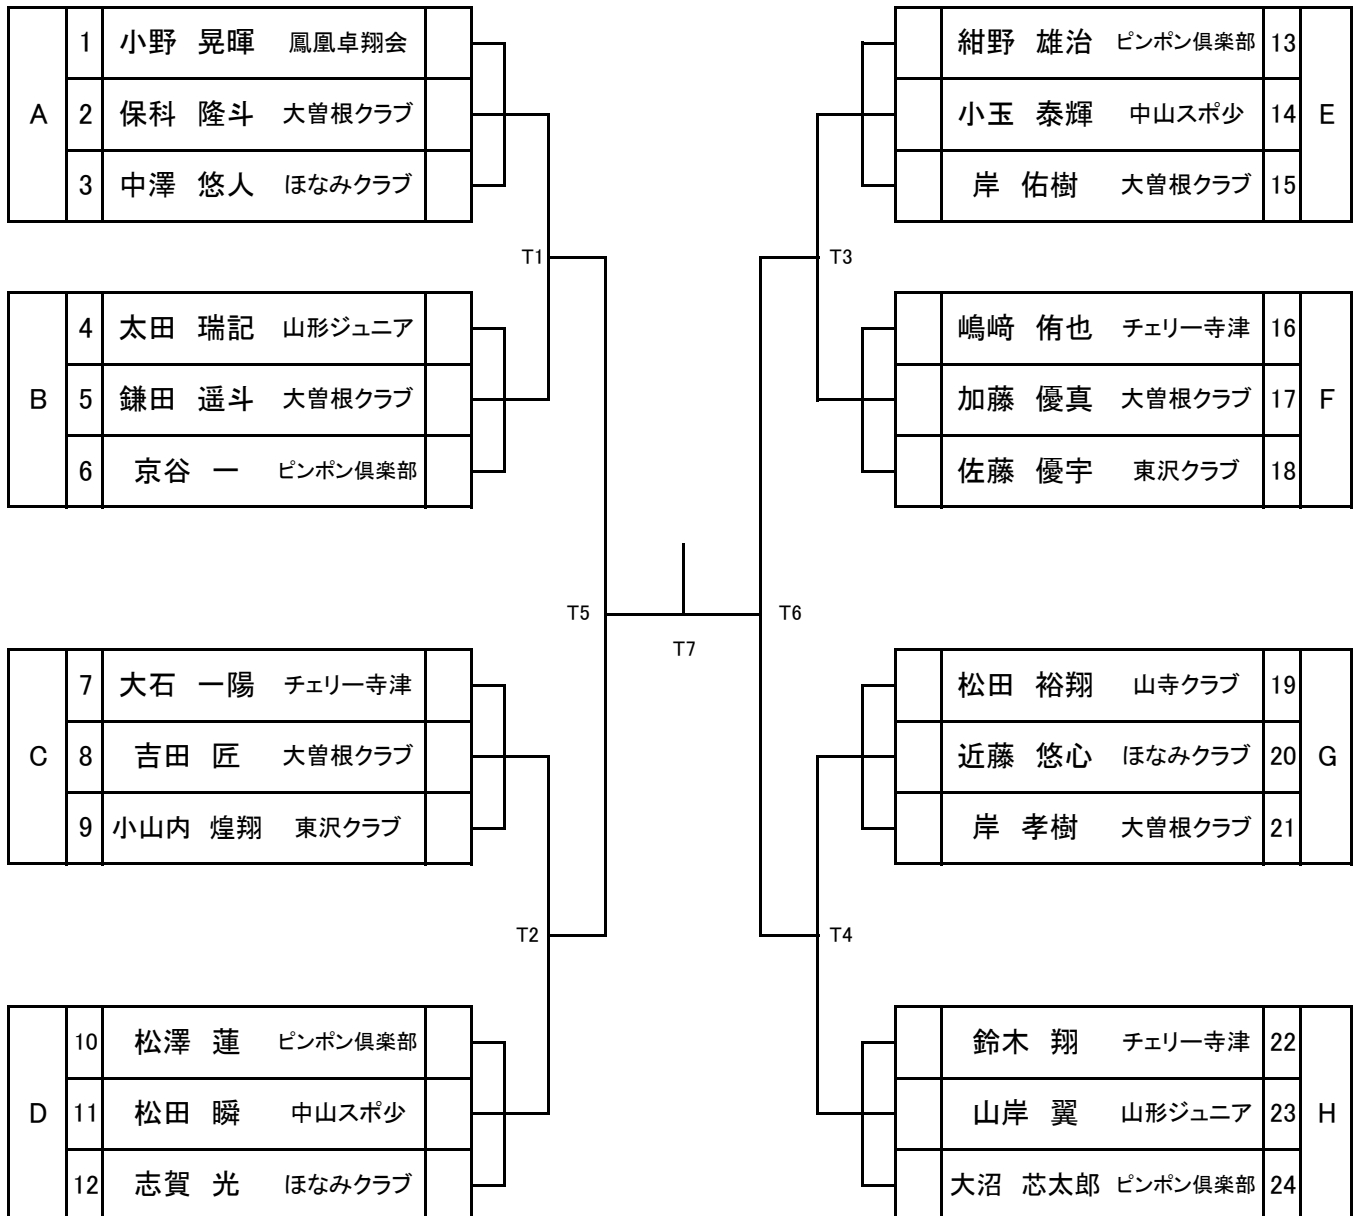 A
1 小野 晃暉 鳳凰卓翔会
2 保科 隆斗 大曽根クラブ
3 中澤 悠人 ほなみクラブ
T1
B
4 太田 瑞記 山形ジュニア
5 鎌田 遥斗 大曽根クラブ
6 京谷 一 ピンポン倶楽部
T5
C
7 大石 一陽 チェリー寺津
8 吉田 匠 大曽根クラブ
9 小山内 煌翔 東沢クラブ
T2
D
10 松澤 蓮 ピンポン倶楽部
11 松田 瞬 中山スポ少
12 志賀 光 ほなみクラブ
T7
紺野 雄治 ピンポン倶楽部 13
小玉 泰輝 中山スポ少 14
岸 佑樹 大曽根クラブ 15
E
T3
嶋﨑 侑也 チェリー寺津 16
加藤 優真 大曽根クラブ 17
佐藤 優宇 東沢クラブ 18
F
T6
松田 裕翔 山寺クラブ 19
近藤 悠心 ほなみクラブ 20
岸 孝樹 大曽根クラブ 21
G
T4
鈴木 翔 チェリー寺津 22
山岸 翼 山形ジュニア 23
大沼 芯太郎 ピンポン倶楽部 24
H